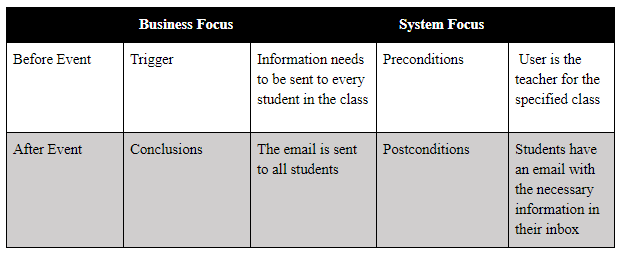 Business Focus System Focus
Before Event Trigger Information needs Preconditions User is the
to be sent to every teacher for the
student in the class specified class
After Event Conclusions The email is sent Postconditions Students have
to all students an email with
the necessary
information in
their inbox